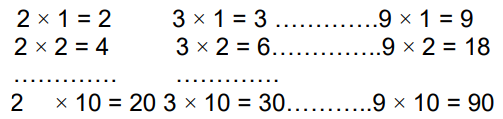 2 × 1 = 2 3 × 1 = 3 ………….9 × 1 = 9
2 × 2 = 4 3 × 2 = 6…………….9 × 2 = 18
…………. ………….
2 × 10 = 20 3 × 10 = 30………..9 × 10 = 90